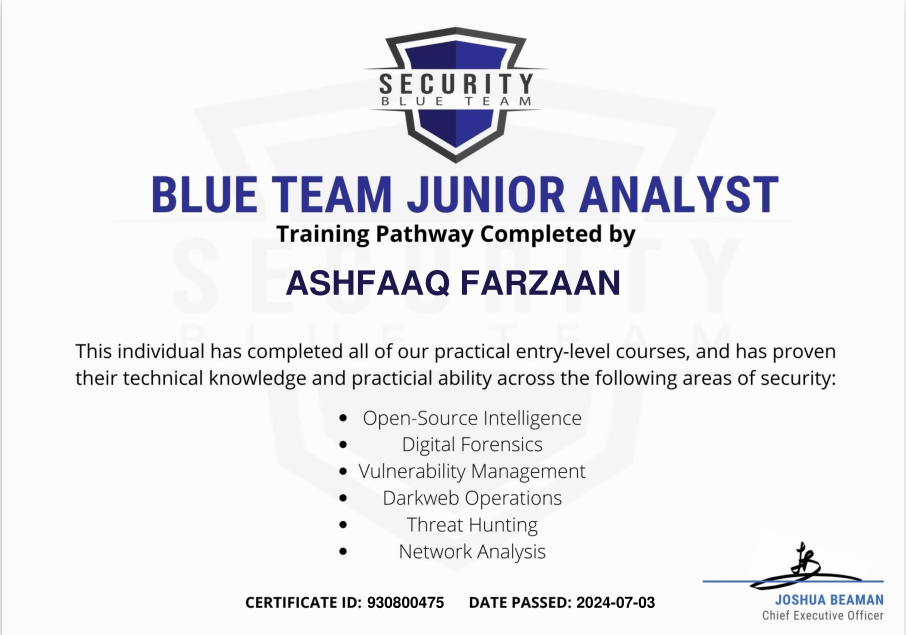 SECURITY
BLUE TEAM
BLUE TEAM JUNIOR ANALYST
Training Pathway Completed by
ASHFAAQ FARZAAN
This individual has completed all of our practical entry-level courses, and has proven
their technical knowledge and practicial ability across the following areas of security:
• Open-Source Intelligence
• Digital Forensics
• Vulnerability Management
• Darkweb Operations
• Threat Hunting
• Network Analysis
CERTIFICATE ID: 930800475 DATE PASSED: 2024-07-03
JOSHUA BEAMAN
Chief Executive Officer